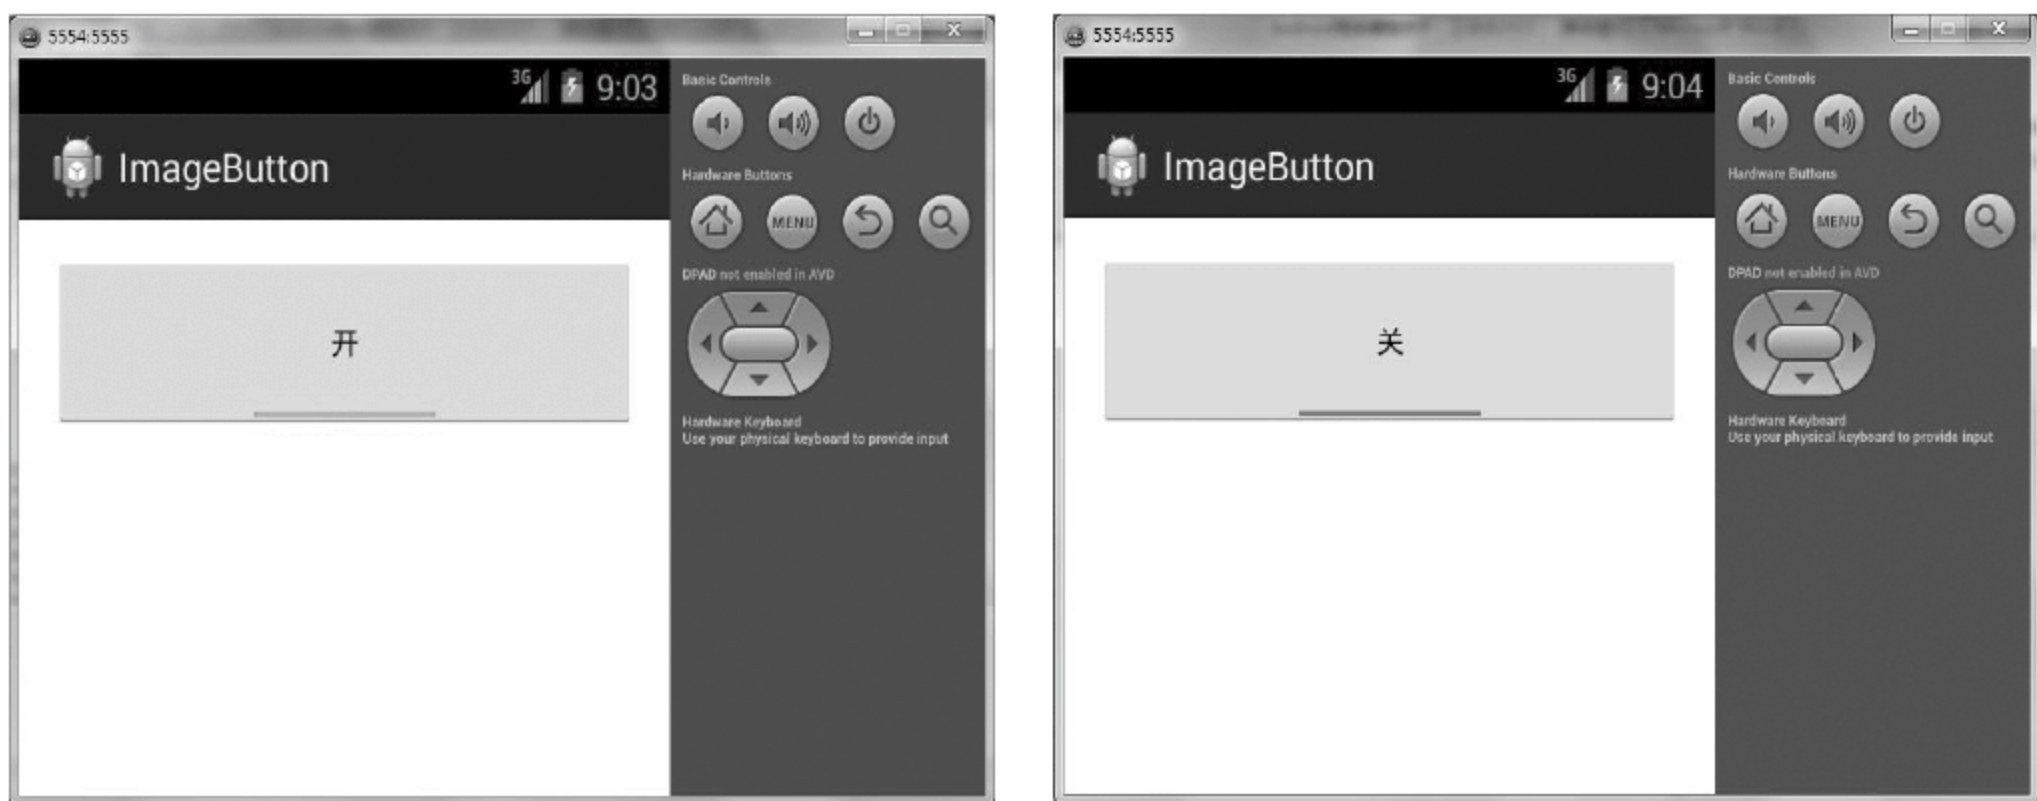 5554:5555
3G 9:03
ImageButton
开
Basic Controls
Hardware Buttons
MENU
DPAD not enabled in AVD
Hardware Keyboard
Use your physical keyboard to provide input
5554:5555
3G 9:04
ImageButton
关
Basic Controls
Hardware Buttons
MENU
DPAD not enabled in AVD
Hardware Keyboard
Use your physical keyboard to provide input